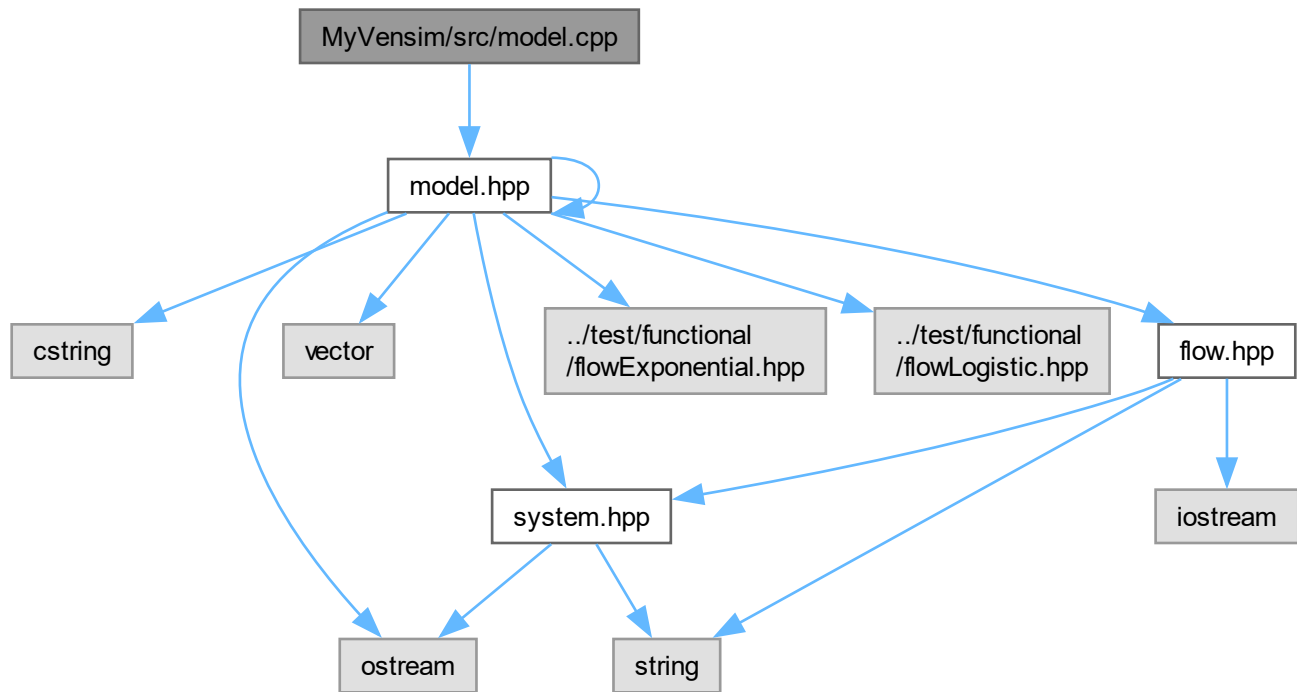 MyVensim/src/model.cpp
model.hpp
cstring
vector
../test/functional
/flowExponential.hpp
../test/functional
/flowLogistic.hpp
flow.hpp
system.hpp
iostream
ostream
string